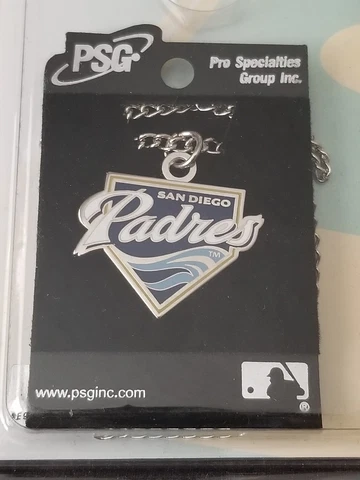 PSG
Pro Specialties
Group Inc.
SAN DIEGO
Padres
TM
www.psginc.com
®